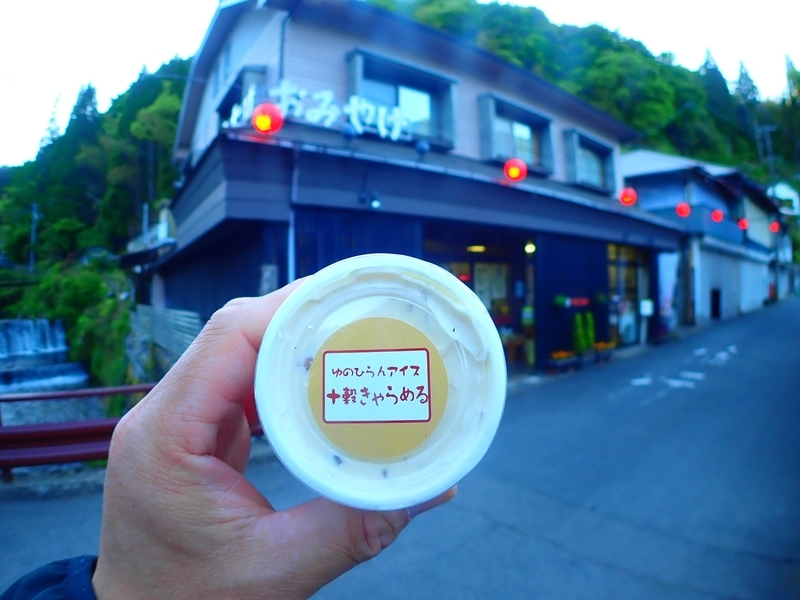 おみやげ
ゆのひらんアイス
十穀きゃらめる